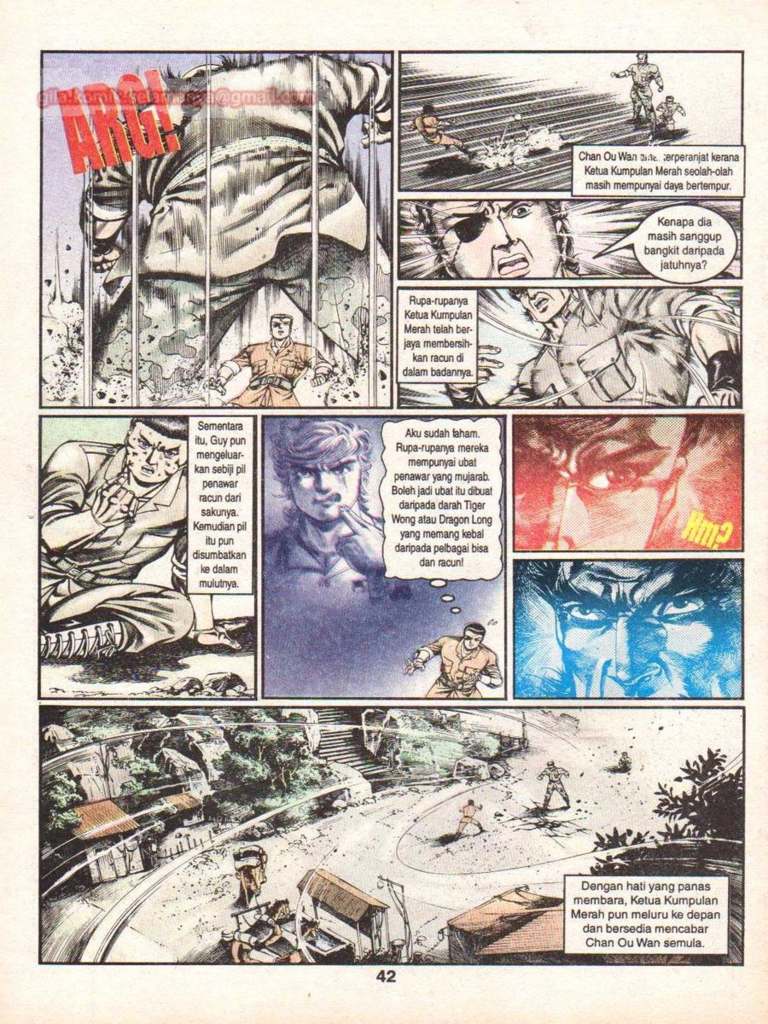 ARG!
Chan Ou Wan terperanjat kerana
Ketua Kumpulan Merah seolah-olah
masih mempunyai daya bertempur.
Kenapa dia
masih sanggup
bangkit daripada
jatuhnya?
Rupa-rupanya
Ketua Kumpulan
Merah telah ber-
jaya membersih-
kan racun di
dalam badannya.
Sementara
itu, Guy pun
mengeluar-
kan sebiji pil
penawar
racun dari
sakunya.
Kemudian pil
itu pun
disumbatkan
ke dalam
mulutnya.
Aku sudah faham.
Rupa-rupanya mereka
mempunyai ubat
penawar yang mujarab.
Boleh jadi ubat itu dibuat
daripada darah Tiger
Wong atau Dragon Long
yang memang kebal
daripada pelbagai bisa
dan racun!
Hm?
Dengan hati yang panas
membara, Ketua Kumpulan
Merah pun meluru ke depan
dan bersedia mencabar
Chan Ou Wan semula.
42